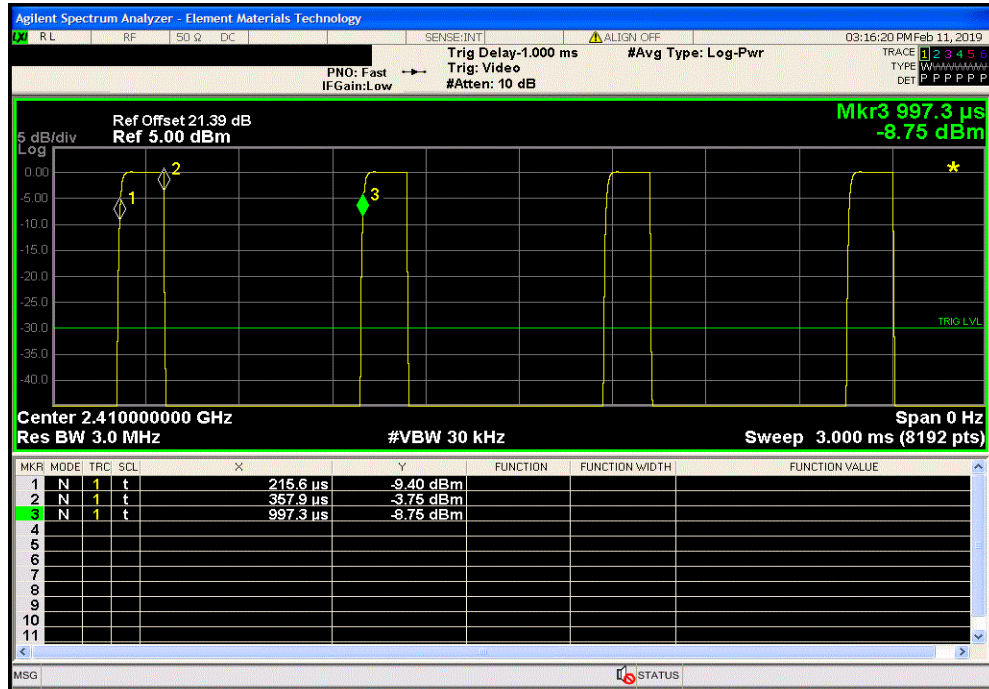 Agilent Spectrum Analyzer - Element Materials Technology
LXI RL RF 50 Ω DC SENSE:INT ALIGN OFF 03:16:20 PM Feb 11, 2019
Trig Delay-1.000 ms #Avg Type: Log-Pwr TRACE 1 2 3 4 5 6
PNO: Fast Trig: Video TYPE WWWWWW
IFGain:Low #Atten: 10 dB DET P P P P P P
Mkr3 997.3 µs
Ref Offset 21.39 dB
5 dB/div Ref 5.00 dBm -8.75 dBm
Log
0.00
-5.00
-10.0
-15.0
-20.0
-25.0
-30.0
-35.0
-40.0
1
2
3
*
TRIG LVL
Center 2.410000000 GHz Span 0 Hz
Res BW 3.0 MHz #VBW 30 kHz Sweep 3.000 ms (8192 pts)
MKR MODE TRC SCL X Y FUNCTION FUNCTION WIDTH FUNCTION VALUE
1 N 1 t 215.6 µs -9.40 dBm
2 N 1 t 357.9 µs -3.75 dBm
3 N 1 t 997.3 µs -8.75 dBm
4
5
6
7
8
9
10
11
MSG STATUS